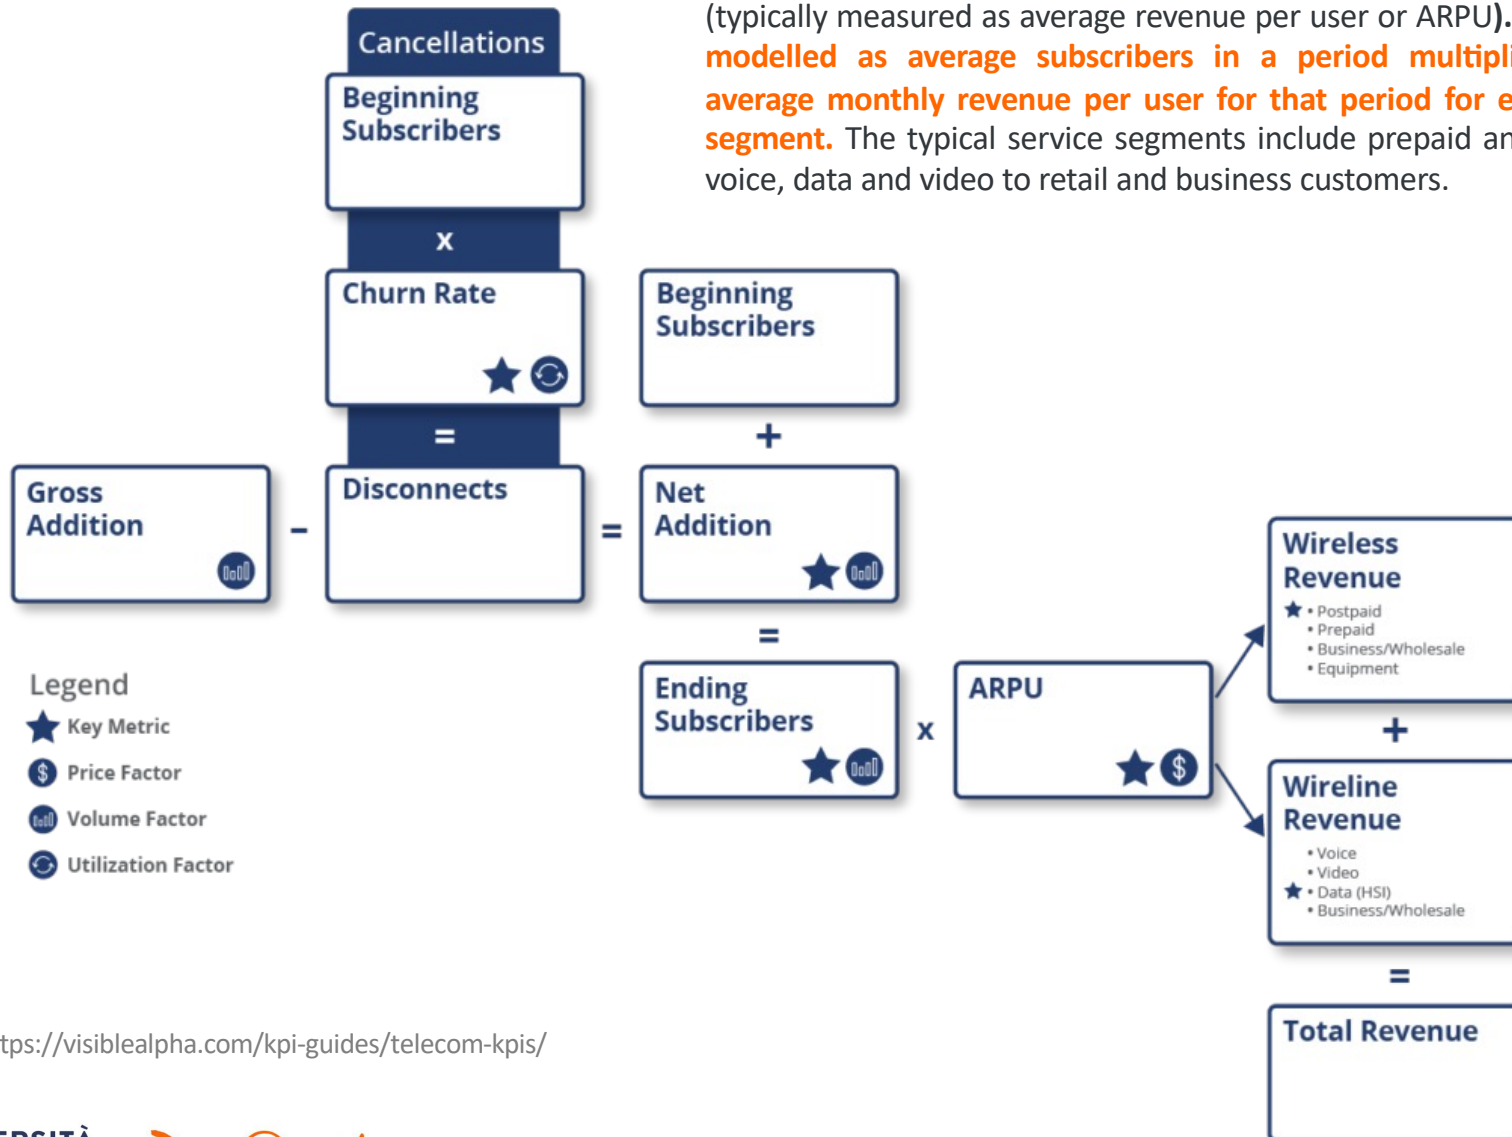 (typically measured as average revenue per user or ARPU).
modelled as average subscribers in a period
average monthly revenue per user for that period for
segment. The typical service segments include prepaid
voice, data and video to retail and business customers.
Cancellations
Beginning
Subscribers
x
Churn Rate
=
Beginning
Subscribers
+
Gross
Addition
-
Disconnects
=
Net
Addition
=
Ending
Subscribers
x
ARPU
Wireless
Revenue
• Postpaid
• Prepaid
• Business/Wholesale
• Equipment
+
Wireline
Revenue
• Voice
• Video
• Data (HSI)
• Business/Wholesale
=
Total Revenue
Legend
Key Metric
$ Price Factor
Volume Factor
Utilization Factor
tps://visiblealpha.com/kpi-guides/telecom-kpis/